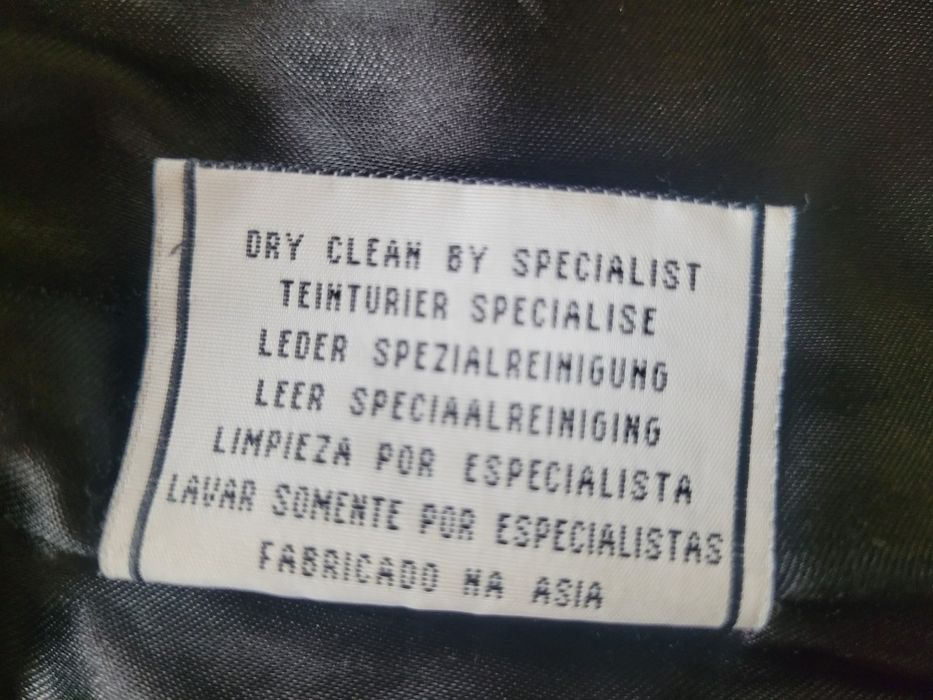 DRY CLEAN BY SPECIALIST
TEINTURIER SPECIALISE
LEDER SPEZIALREINIGUNG
LEER SPECIAALREINIGING
LIMPIEZA POR ESPECIALISTA
LAVAR SOMENTE POR ESPECIALISTAS
FABRICADO NA ASIA